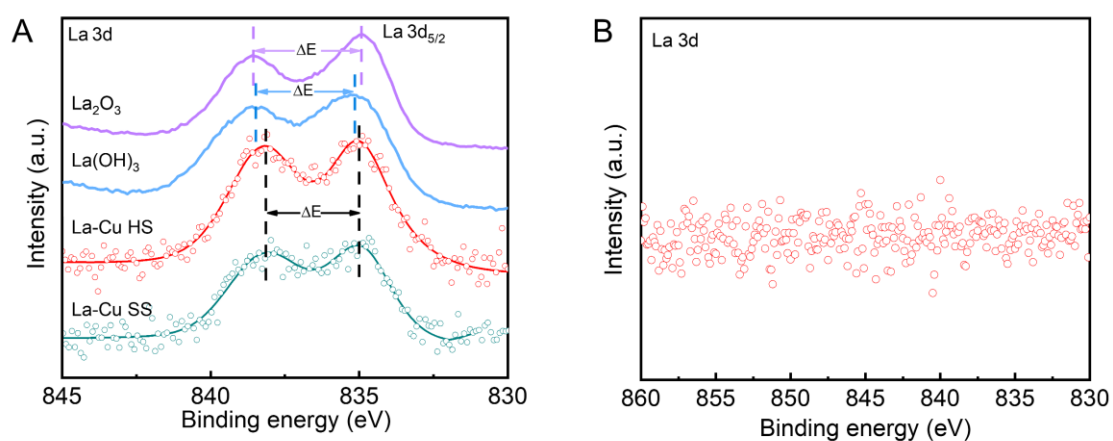 A
La 3d
La 3d5/2
ΔE
La2O3
ΔE
La(OH)3
La-Cu HS
ΔE
La-Cu SS
Intensity (a.u.)
845 840 835 830
Binding energy (eV)
B
La 3d
Intensity (a.u.)
860 855 850 845 840 835 830
Binding energy (eV)